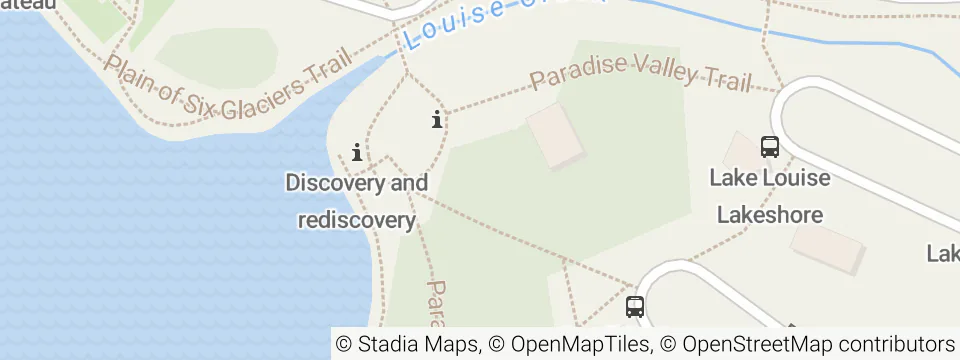 Louise
Plain of Six Glaciers Trail
Paradise Valley Trail
Discovery and
rediscovery
Lake Louise
Lakeshore
© Stadia Maps, © OpenMapTiles, © OpenStreetMap contributors